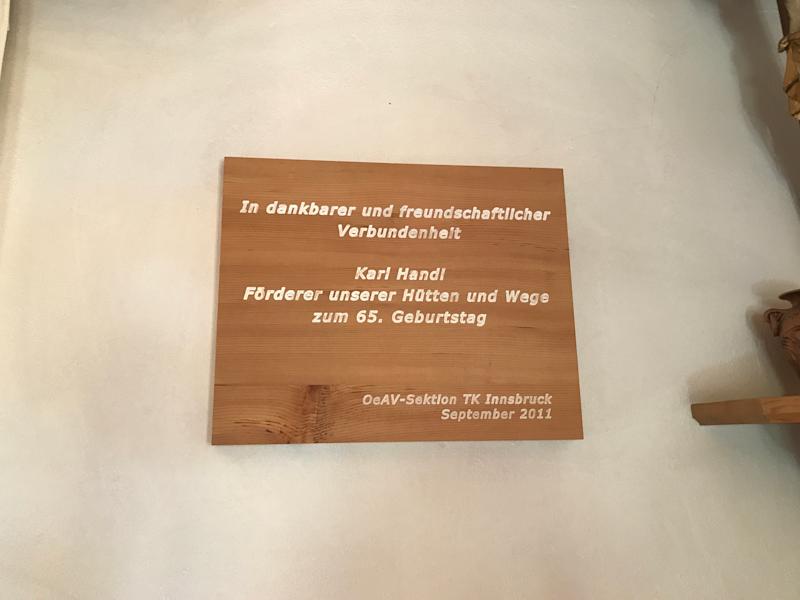 In dankbarer und freundschaftlicher
Verbundenheit
Karl Handl
Förderer unserer Hütten und Wege
zum 65. Geburtstag
OeAV-Sektion TK Innsbruck
September 2011